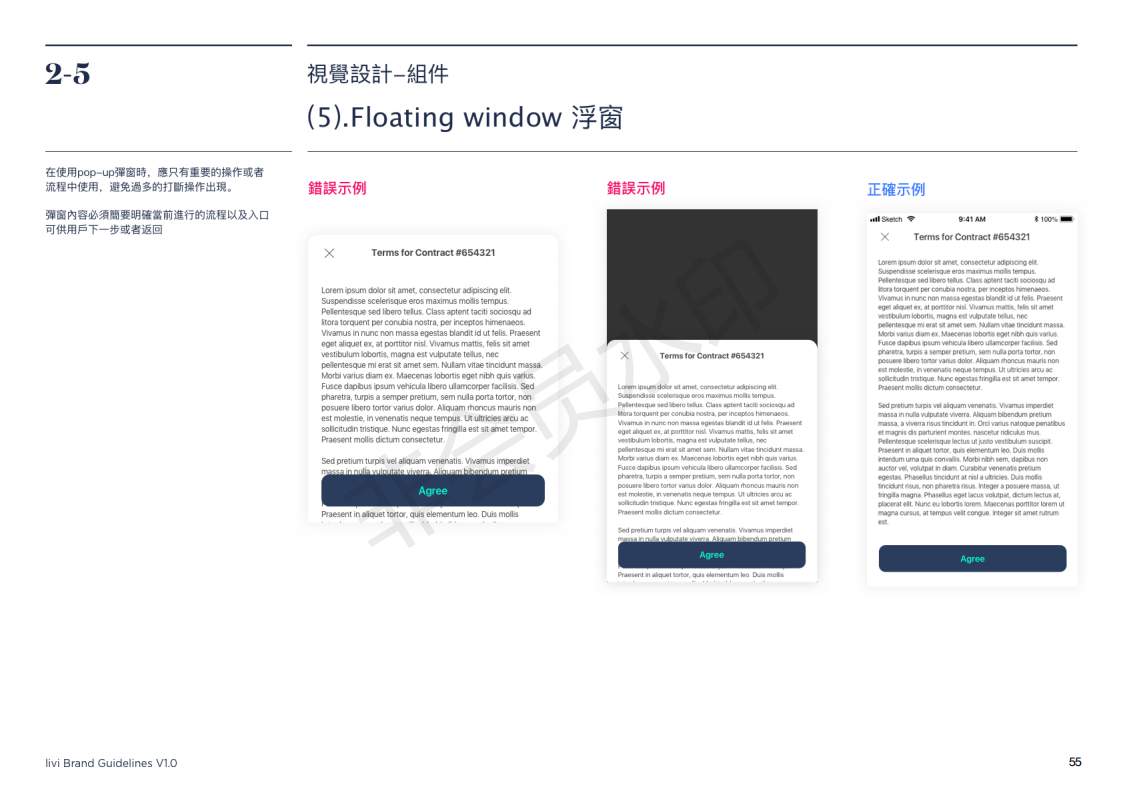 2-5
視覺設計–組件
(5).Floating window 浮窗
在使用pop–up彈窗時，應只有重要的操作或者
流程中使用，避免過多的打斷操作出現。
彈窗內容必須簡要明確當前進行的流程以及入口
可供用戶下一步或者返回
錯誤示例
Terms for Contract #654321
Lorem ipsum dolor sit amet, consectetur adipiscing elit.
Suspendisse scelerisque eros maximus mollis tempus.
Pellentesque sed libero tellus. Class aptent taciti sociosqu ad
litora torquent per conubia nostra, per inceptos himenaeos.
Vivamus in nunc non massa egestas blandit id ut felis. Praesent
eget aliquet ex, at porttitor nisl. Vivamus mattis, felis sit amet
vestibulum lobortis, magna est vulputate tellus, nec
pellentesque mi erat sit amet sem. Nullam vitae tincidunt massa.
Morbi varius diam ex. Maecenas lobortis eget nibh quis varius.
Fusce dapibus ipsum vehicula libero ullamcorper facilisis. Sed
pharetra, turpis a semper pretium, sem nulla porta tortor, non
posuere libero tortor varius dolor. Aliquam rhoncus mauris non
est molestie, in venenatis neque tempus. Ut ultricies arcu ac
sollicitudin tristique. Nunc egestas fringilla est sit amet tempor.
Praesent mollis dictum consectetur.
Sed pretium turpis vel aliquam venenatis. Vivamus imperdiet
massa in nulla vulputate viverra. Aliquam bibendum pretium
Agree
Praesent in aliquet tortor, quis elementum leo. Duis mollis
錯誤示例
Terms for Contract #654321
Lorem ipsum dolor sit amet, consectetur adipiscing elit.
Suspendisse scelerisque eros maximus mollis tempus.
Pellentesque sed libero tellus. Class aptent taciti sociosqu ad
litora torquent per conubia nostra, per inceptos himenaeos.
Vivamus in nunc non massa egestas blandit id ut felis. Praesent
eget aliquet ex, at porttitor nisl. Vivamus mattis, felis sit amet
vestibulum lobortis, magna est vulputate tellus, nec
pellentesque mi erat sit amet sem. Nullam vitae tincidunt massa.
Morbi varius diam ex. Maecenas lobortis eget nibh quis varius.
Fusce dapibus ipsum vehicula libero ullamcorper facilisis. Sed
pharetra, turpis a semper pretium, sem nulla porta tortor, non
posuere libero tortor varius dolor. Aliquam rhoncus mauris non
est molestie, in venenatis neque tempus. Ut ultricies arcu ac
sollicitudin tristique. Nunc egestas fringilla est sit amet tempor.
Praesent mollis dictum consectetur.
Sed pretium turpis vel aliquam venenatis. Vivamus imperdiet
massa in nulla vulputate viverra. Aliquam bibendum pretium
Agree
Praesent in aliquet tortor, quis elementum leo. Duis mollis
正確示例
Sketch 9:41 AM 100%
Terms for Contract #654321
Lorem ipsum dolor sit amet, consectetur adipiscing elit.
Suspendisse scelerisque eros maximus mollis tempus.
Pellentesque sed libero tellus. Class aptent taciti sociosqu ad
litora torquent per conubia nostra, per inceptos himenaeos.
Vivamus in nunc non massa egestas blandit id ut felis. Praesent
eget aliquet ex, at porttitor nisl. Vivamus mattis, felis sit amet
vestibulum lobortis, magna est vulputate tellus, nec
pellentesque mi erat sit amet sem. Nullam vitae tincidunt massa.
Morbi varius diam ex. Maecenas lobortis eget nibh quis varius.
Fusce dapibus ipsum vehicula libero ullamcorper facilisis. Sed
pharetra, turpis a semper pretium, sem nulla porta tortor, non
posuere libero tortor varius dolor. Aliquam rhoncus mauris non
est molestie, in venenatis neque tempus. Ut ultricies arcu ac
sollicitudin tristique. Nunc egestas fringilla est sit amet tempor.
Praesent mollis dictum consectetur.
Sed pretium turpis vel aliquam venenatis. Vivamus imperdiet
massa in nulla vulputate viverra. Aliquam bibendum pretium
massa, a viverra risus tincidunt in. Orci varius natoque penatibus
et magnis dis parturient montes, nascetur ridiculus mus.
Pellentesque scelerisque lectus ut justo vestibulum suscipit.
Praesent in aliquet tortor, quis elementum leo. Duis mollis
interdum urna quis convallis. Morbi nibh sem, dapibus non
auctor vel, volutpat in diam. Curabitur venenatis pretium
egestas. Phasellus tincidunt at nisl a ultricies. Duis mollis
tincidunt risus, non pharetra risus. Integer a posuere massa, ut
fringilla magna. Phasellus eget lacus volutpat, dictum lectus at,
placerat elit. Nunc eu lobortis lorem. Maecenas porttitor lorem ut
magna cursus, at tempus velit congue. Integer sit amet rutrum
est.
Agree
非会员水印
livi Brand Guidelines V1.0
55